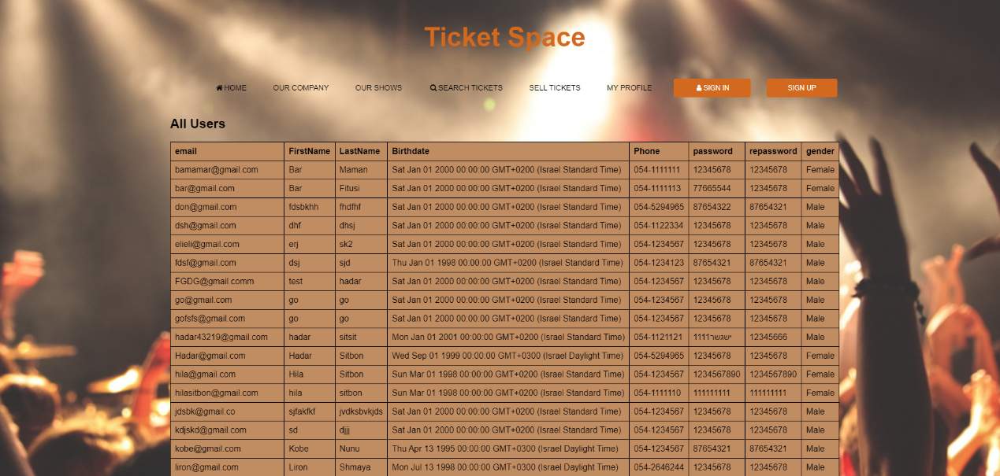 Ticket Space
HOME OUR COMPANY OUR SHOWS SEARCH TICKETS SELL TICKETS MY PROFILE SIGN IN SIGN UP
All Users
email FirstName LastName Birthdate Phone password repassword gender
bamamar@gmail.com Bar Maman Sat Jan 01 2000 00:00:00 GMT+0200 (Israel Standard Time) 054-1111111 12345678 12345678 Female
bar@gmail.com Bar Fitusi Sat Jan 01 2000 00:00:00 GMT+0200 (Israel Standard Time) 054-1111113 77665544 12345678 Female
don@gmail.com fdsbkhh fhdfhf Sat Jan 01 2000 00:00:00 GMT+0200 (Israel Standard Time) 054-5294965 87654322 87654321 Male
dsh@gmail.com dhf dhsj Sat Jan 01 2000 00:00:00 GMT+0200 (Israel Standard Time) 054-1122334 12345678 12345678 Male
elieli@gmail.com erj sk2 Sat Jan 01 2000 00:00:00 GMT+0200 (Israel Standard Time) 054-1234567 12345678 12345678 Male
fdsf@gmail.com dsj sjd Thu Jan 01 1998 00:00:00 GMT+0200 (Israel Standard Time) 054-1234123 87654321 87654321 Male
FGDG@gmail.comm test hadar Sat Jan 01 2000 00:00:00 GMT+0200 (Israel Standard Time) 054-1234567 12345678 12345678 Male
go@gmail.com go go Sat Jan 01 2000 00:00:00 GMT+0200 (Israel Standard Time) 054-1234567 12345678 12345678 Male
gofsfs@gmail.com go go Sat Jan 01 2000 00:00:00 GMT+0200 (Israel Standard Time) 054-1234567 12345678 12345678 Male
hadar43219@gmail.com hadar sitsit Mon Jan 01 2001 00:00:00 GMT+0200 (Israel Standard Time) 054-1121121 1111ישגשר 12345666 Male
Hadar@gmail.com Hadar Sitbon Wed Sep 01 1999 00:00:00 GMT+0300 (Israel Daylight Time) 054-5294965 12345678 12345678 Female
hila@gmail.com Hila Sitbon Sun Mar 01 1998 00:00:00 GMT+0200 (Israel Standard Time) 054-1234567 1234567890 1234567890 Female
hilasitbon@gmail.com hila sitbon Sun Mar 01 1998 00:00:00 GMT+0200 (Israel Standard Time) 054-1111110 111111111 111111111 Female
jdsbk@gmail.co sjfakfkf jvdksbvkjds Sat Jan 01 2000 00:00:00 GMT+0200 (Israel Standard Time) 054-1234567 12345678 12345678 Male
kdjskd@gmail.com sd djjj Sat Jan 01 2000 00:00:00 GMT+0200 (Israel Standard Time) 054-1234567 12345678 12345678 Male
kobe@gmail.com Kobe Nunu Thu Apr 13 1995 00:00:00 GMT+0300 (Israel Daylight Time) 054-1234567 87654321 87654321 Male
liron@gmail.com Liron Shmaya Mon Jul 13 1998 00:00:00 GMT+0300 (Israel Daylight Time) 054-2646244 12345678 12345678 Male